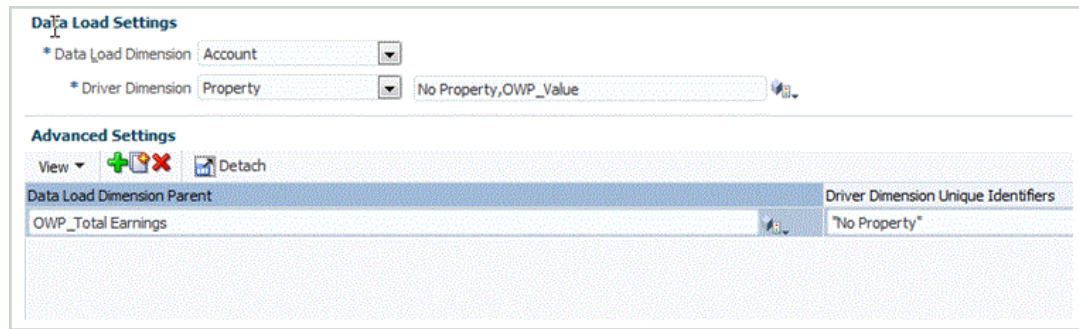 Data Load Settings
* Data Load Dimension Account
* Driver Dimension Property No Property,OWP_Value
Advanced Settings
View Detach
Data Load Dimension Parent Driver Dimension Unique Identifiers
OWP_Total Earnings "No Property"